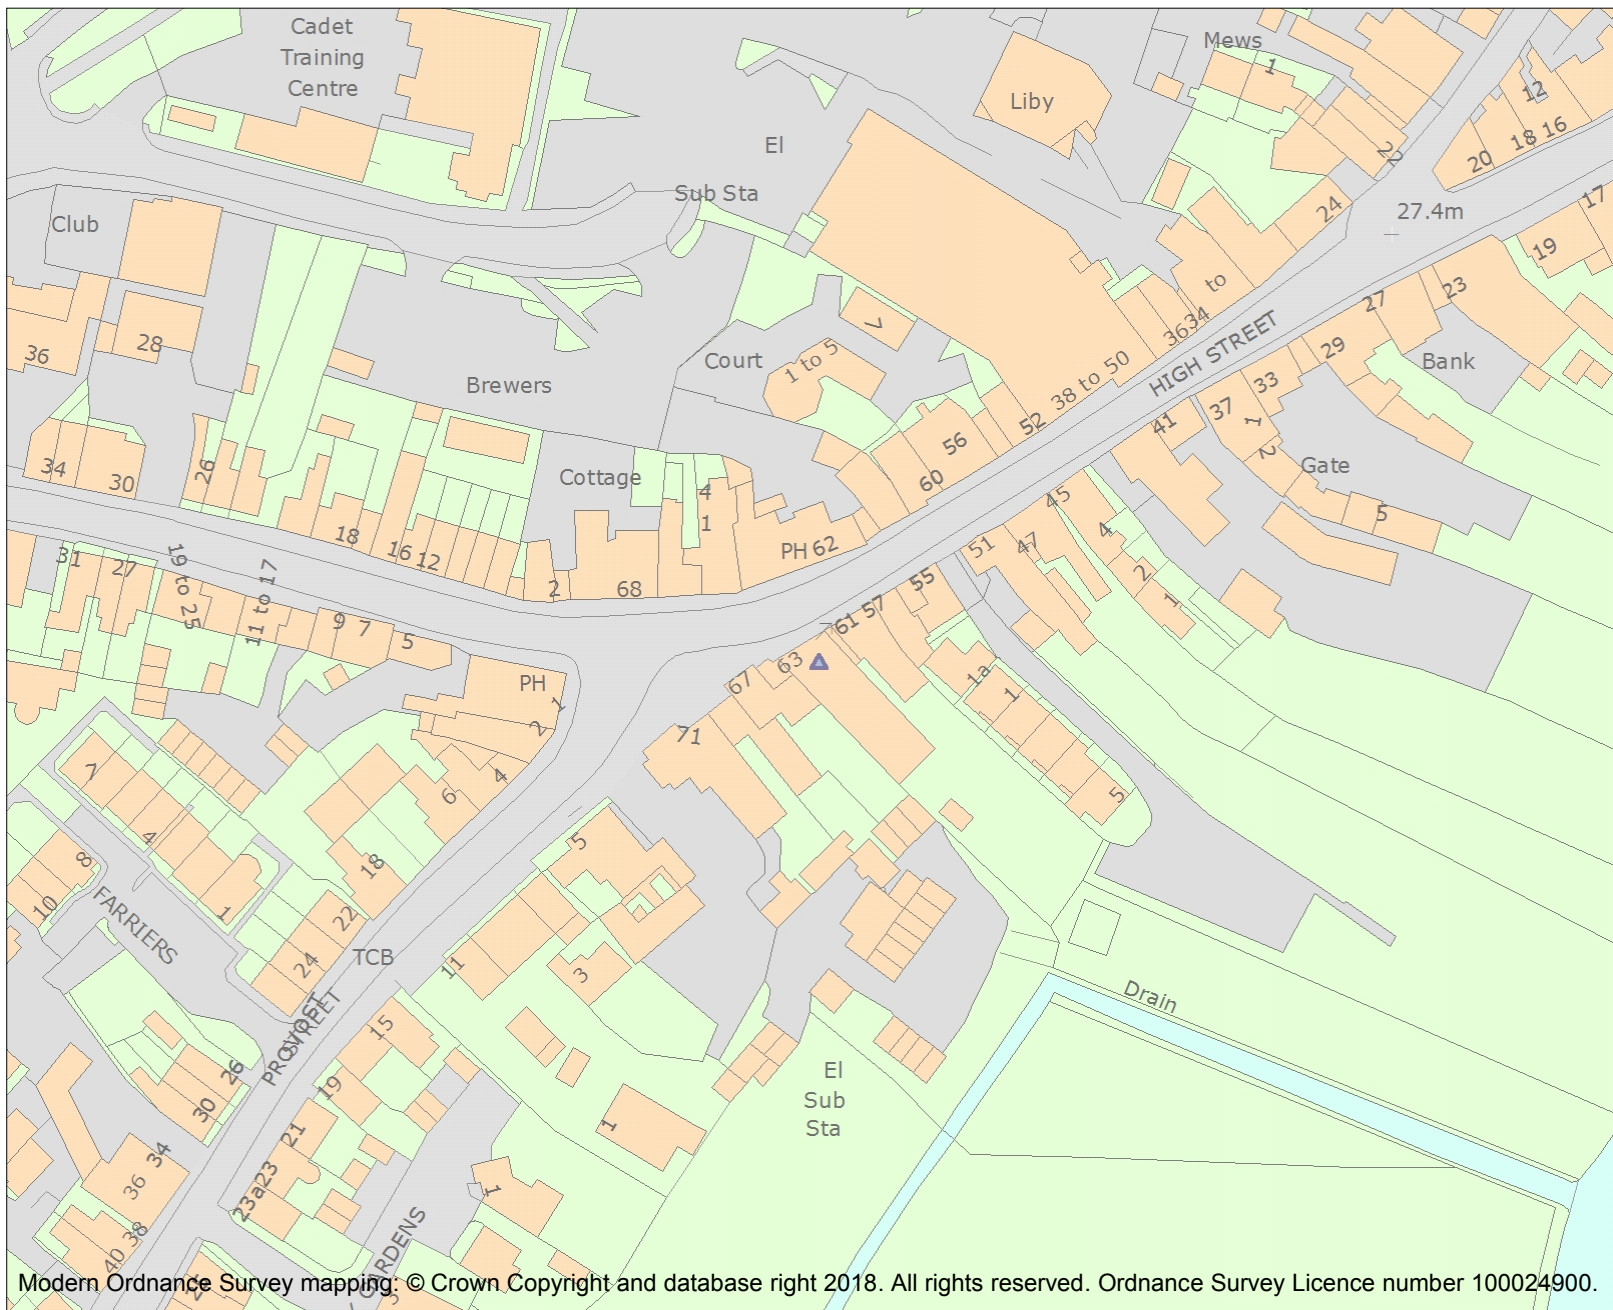 Cadet
Training
Centre
Mews
1
Liby
12
18 16
20
22
El
Sub Sta
Club
24
27.4m
17
19
to
23
27
36
34
36
28
V
Court
1 to 5
38 to 50
HIGH STREET
29
Bank
Brewers
33
37
1
2
41
52
56
60
Gate
5
34
30
26
Cottage
4
1
18
16
12
2
68
PH 62
45
47
51
4
2
1
31
27
19 to 25
11 to 17
9
7
5
55
57
61
63
67
71
1a
1
5
PH
1
2
4
6
7
4
1
8
10
FARRIERS
18
22
24
TCB
5
11
3
Drain
PROVOST
STREET
15
19
26
30
21
23
23a
34
36
38
40
El
Sub
Sta
1
1
GARDENS
Modern Ordnance Survey mapping: © Crown Copyright and database right 2018. All rights reserved. Ordnance Survey Licence number 100024900.